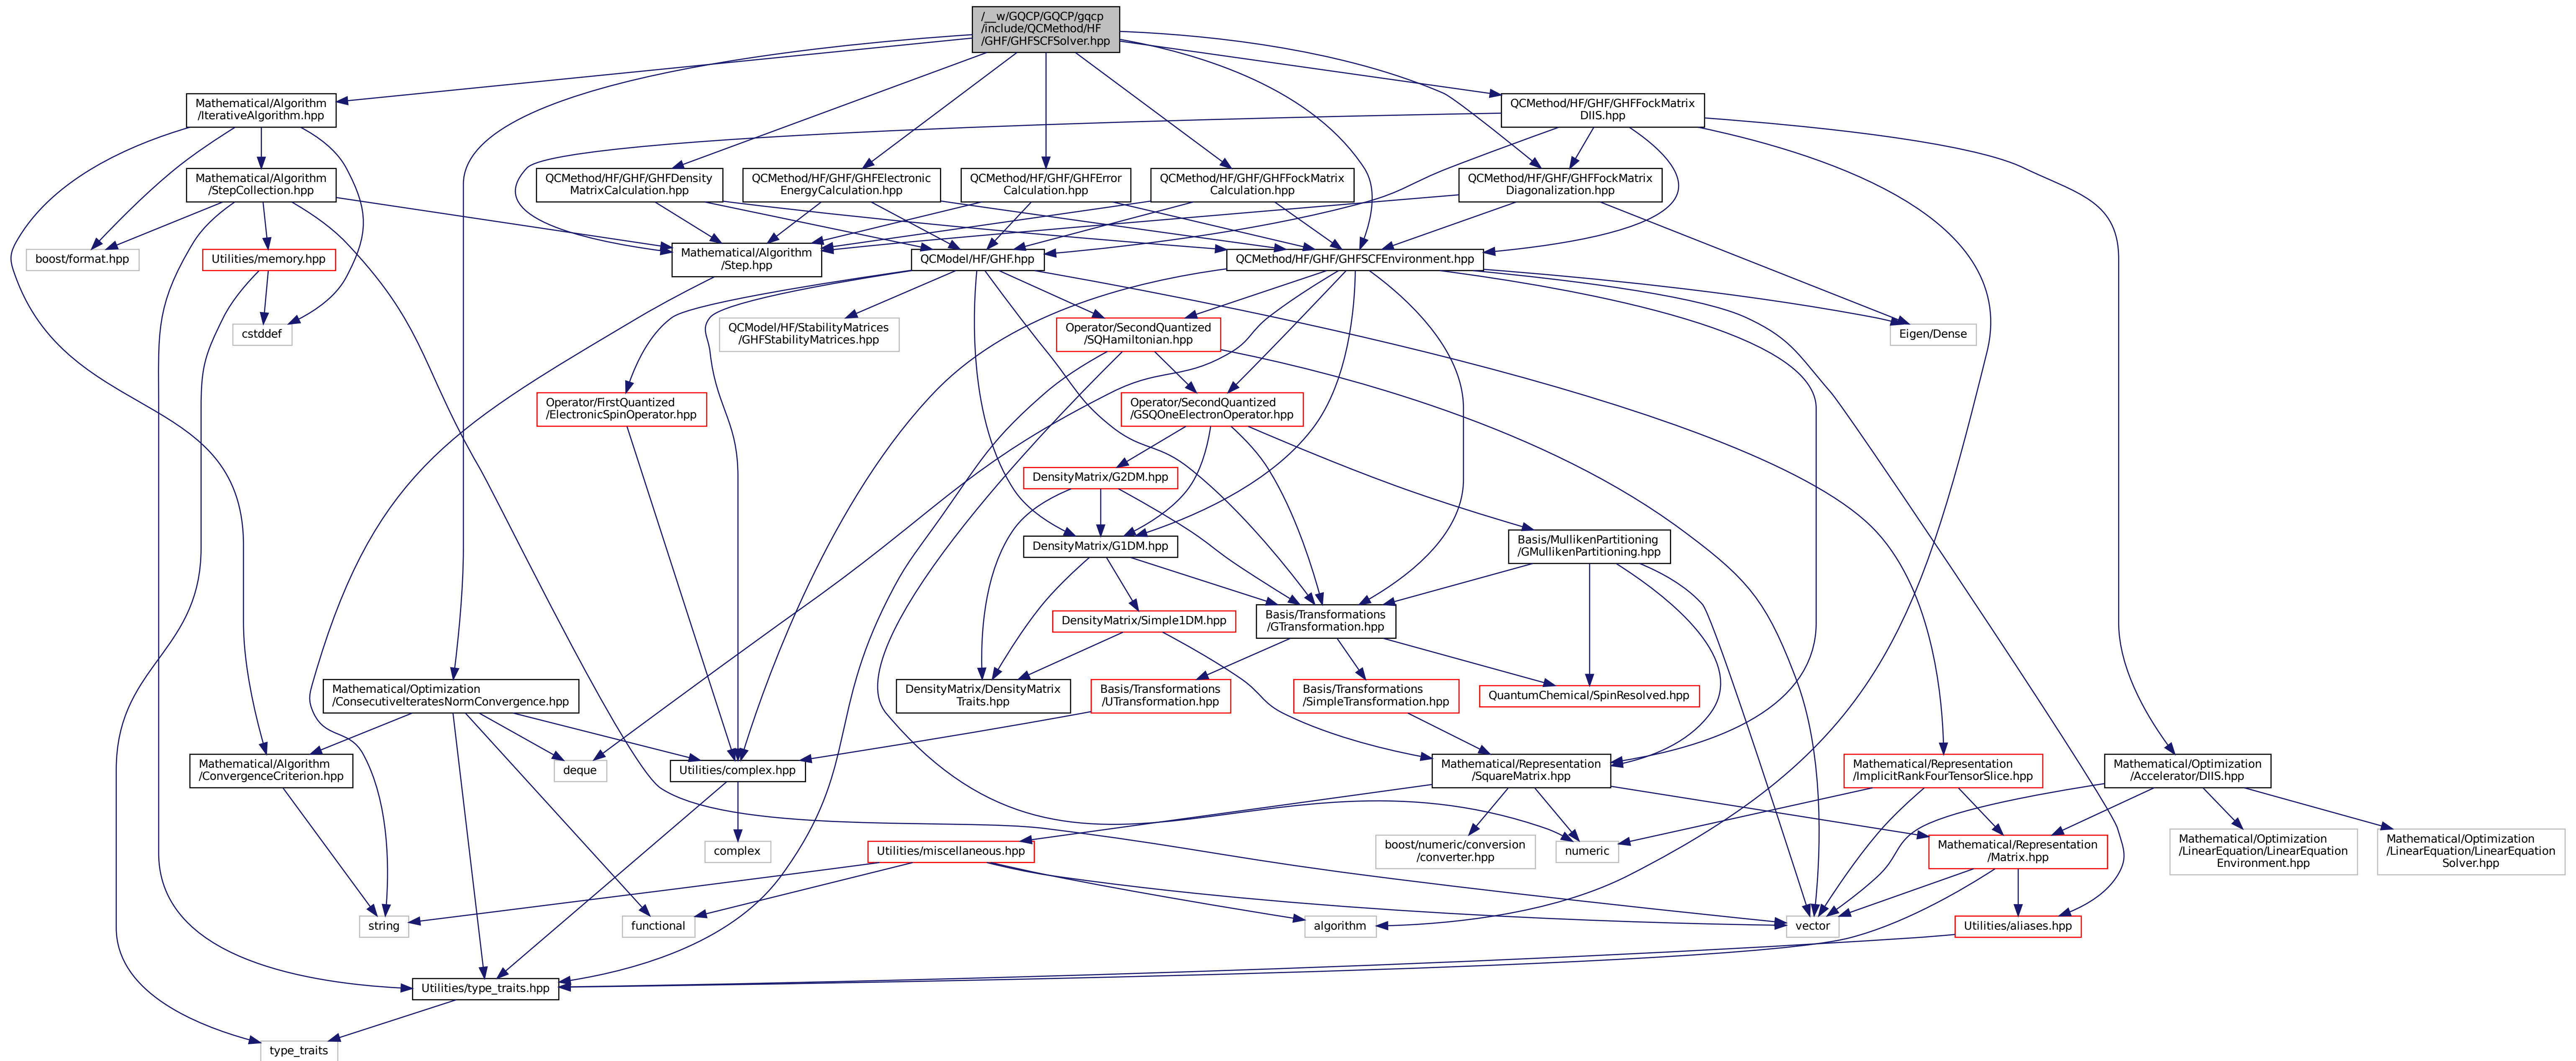 /__w/GQCP/GQCP/gqcp
/include/QCMethod/HF
/GHF/GHFSCFSolver.hpp
Mathematical/Algorithm
/IterativeAlgorithm.hpp
QCMethod/HF/GHF/GHFFockMatrix
DIIS.hpp
Mathematical/Algorithm
/StepCollection.hpp
QCMethod/HF/GHF/GHFDensity
MatrixCalculation.hpp
QCMethod/HF/GHF/GHFElectronic
EnergyCalculation.hpp
QCMethod/HF/GHF/GHFError
Calculation.hpp
QCMethod/HF/GHF/GHFFockMatrix
Calculation.hpp
QCMethod/HF/GHF/GHFFockMatrix
Diagonalization.hpp
boost/format.hpp
Utilities/memory.hpp
Mathematical/Algorithm
/Step.hpp
QCModel/HF/GHF.hpp
QCMethod/HF/GHF/GHFSCFEnvironment.hpp
cstddef
QCModel/HF/StabilityMatrices
/GHFStabilityMatrices.hpp
Operator/SecondQuantized
/SQHamiltonian.hpp
Eigen/Dense
Operator/FirstQuantized
/ElectronicSpinOperator.hpp
Operator/SecondQuantized
/GSQOneElectronOperator.hpp
DensityMatrix/G2DM.hpp
DensityMatrix/G1DM.hpp
Basis/MullikenPartitioning
/GMullikenPartitioning.hpp
DensityMatrix/Simple1DM.hpp
Basis/Transformations
/GTransformation.hpp
Mathematical/Optimization
/ConsecutiveIteratesNormConvergence.hpp
DensityMatrix/DensityMatrix
Traits.hpp
Basis/Transformations
/UTransformation.hpp
Basis/Transformations
/SimpleTransformation.hpp
QuantumChemical/SpinResolved.hpp
Mathematical/Algorithm
/ConvergenceCriterion.hpp
deque
Utilities/complex.hpp
Mathematical/Representation
/SquareMatrix.hpp
Mathematical/Representation
/ImplicitRankFourTensorSlice.hpp
Mathematical/Optimization
/Accelerator/DIIS.hpp
complex
Utilities/miscellaneous.hpp
boost/numeric/conversion
/converter.hpp
numeric
Mathematical/Representation
/Matrix.hpp
Mathematical/Optimization
/LinearEquation/LinearEquation
Environment.hpp
Mathematical/Optimization
/LinearEquation/LinearEquation
Solver.hpp
string
functional
algorithm
vector
Utilities/aliases.hpp
Utilities/type_traits.hpp
type_traits